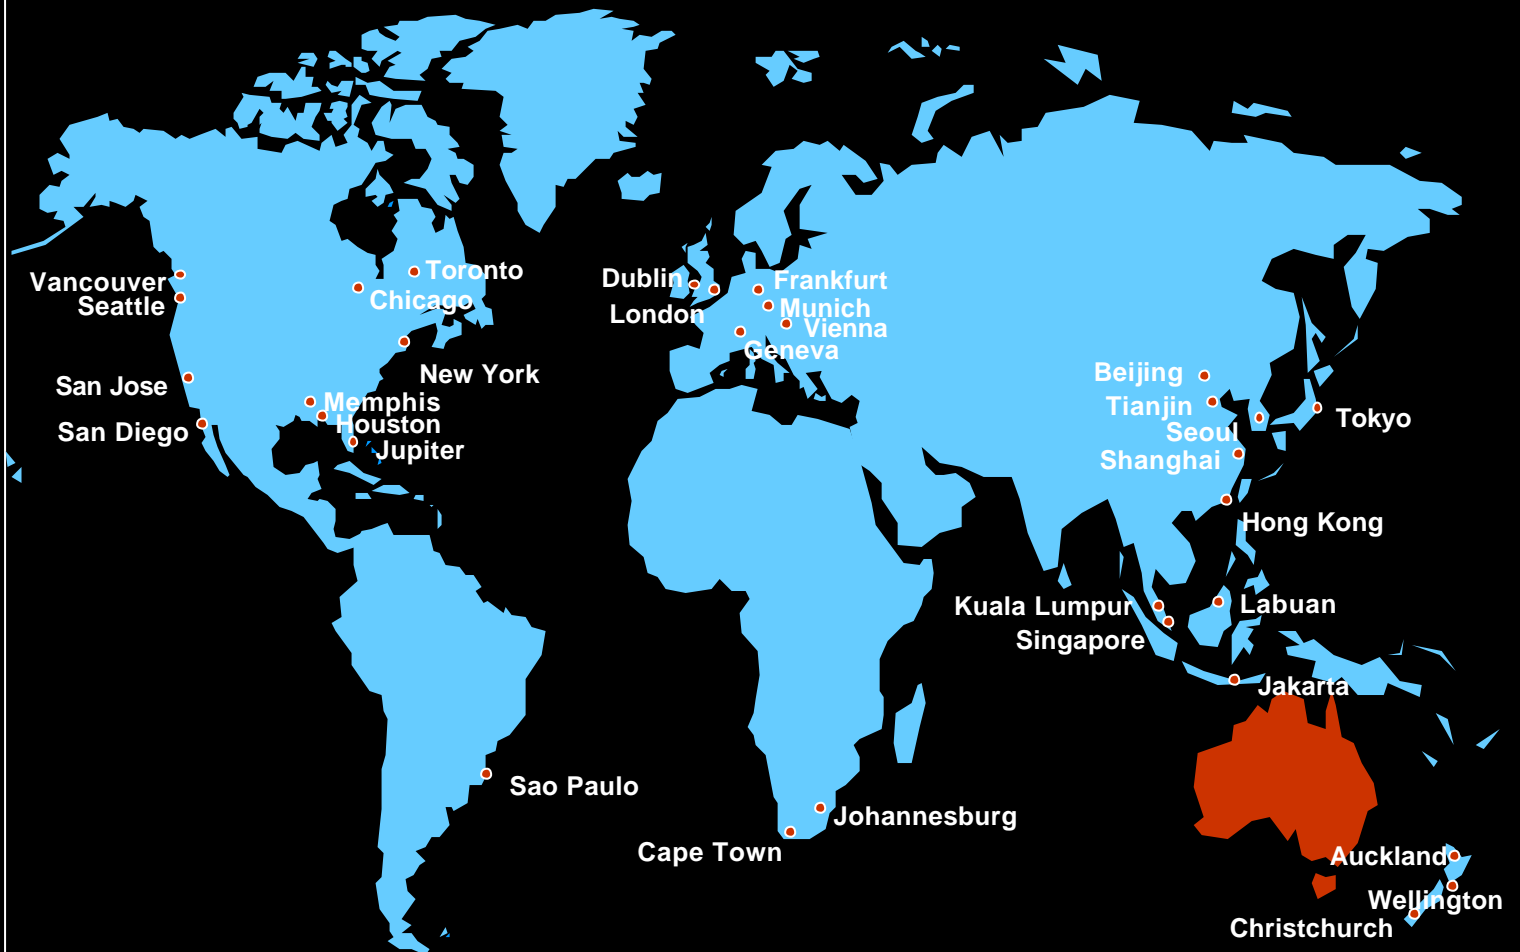 Toronto
Vancouver
Chicago
Seattle
Dublin
Frankfurt
London
Munich
Vienna
Geneva
New York
San Jose
Memphis
Houston
San Diego
Jupiter
Beijing
Tianjin
Tokyo
Seoul
Shanghai
Hong Kong
Kuala Lumpur
Labuan
Singapore
Jakarta
Sao Paulo
Johannesburg
Cape Town
Auckland
Wellington
Christchurch